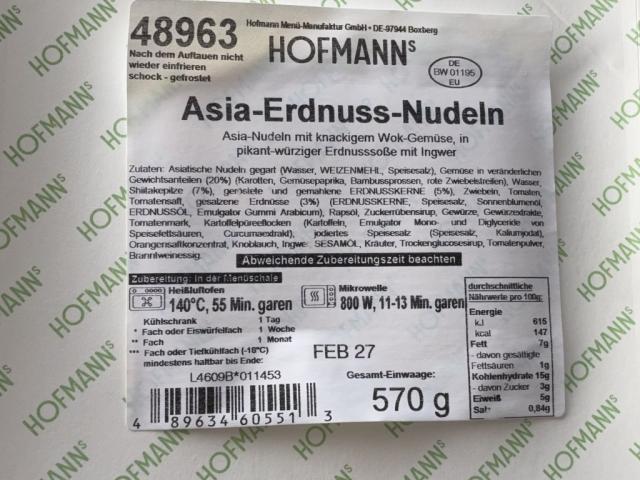 48963
Hofmann Menü-Manufaktur GmbH • DE-97944 Boxberg
HOFMANNS
Nach dem Auftauen nicht
wieder einfrieren
schock - gefrostet
DE
BW 01195
EU
Asia-Erdnuss-Nudeln
Asia-Nudeln mit knackigem Wok-Gemüse, in
pikant-würziger Erdnusssoße mit Ingwer
Zutaten: Asiatische Nudeln gegart (Wasser, WEIZENMEHL, Speisesalz), Gemüse in veränderlichen
Gewichtsanteilen (20%) (Karotten, Gemüsepaprika, Bambussprossen, rote Zwiebelstreifen), Wasser,
Shiitakepilze (7%), geröstete und gemahlene ERDNUSSKERNE (5%), Zwiebeln, Tomaten,
Tomatensaft, gesalzene Erdnüsse (3%) (ERDNUSSKERNE, Speisesalz, Sonnenblumenöl,
ERDNUSSÖL, Emulgator Gummi Arabicum), Rapsöl, Zuckerrübensirup, Gewürze, Gewürzextrakte,
Tomatenmark, Kartoffelpüreeflocken (Kartoffeln, Emulgator Mono- und Diglyceride von
Speisefettsäuren, Curcumaextrakt), jodiertes Speisesalz (Speisesalz, Kaliumjodat),
Orangensaftkonzentrat, Knoblauch, Ingwer, SESAMÖL, Kräuter, Trockenglucosesirup, Tomatenpulver,
Branntweinessig.
Abweichende Zubereitungszeit beachten
Zubereitung: in der Menüschale
Heißluftofen
140°C, 55 Min. garen
Mikrowelle
800 W, 11-13 Min. garen
Kühlschrank 1 Tag
* Fach oder Eiswürfelfach 1 Woche
** Fach 1 Monat
*** Fach oder Tiefkühlfach (-18°C)
mindestens haltbar bis Ende:
FEB 27
L4609B*011453
Gesamt-Einwaage:
570 g
4 89634 60551 3
durchschnittliche
Nährwerte pro 100g:
Energie
kJ 615
kcal 147
Fett 7g
- davon gesättigte
Fettsäuren 1g
Kohlenhydrate 15g
- davon Zucker 3g
Eiweiß 5g
Salz 0,84g
HOFMANNS
HOFMANNS
HOFMANNS
HOFMANNS
HOFMANNS
HOFMANNS